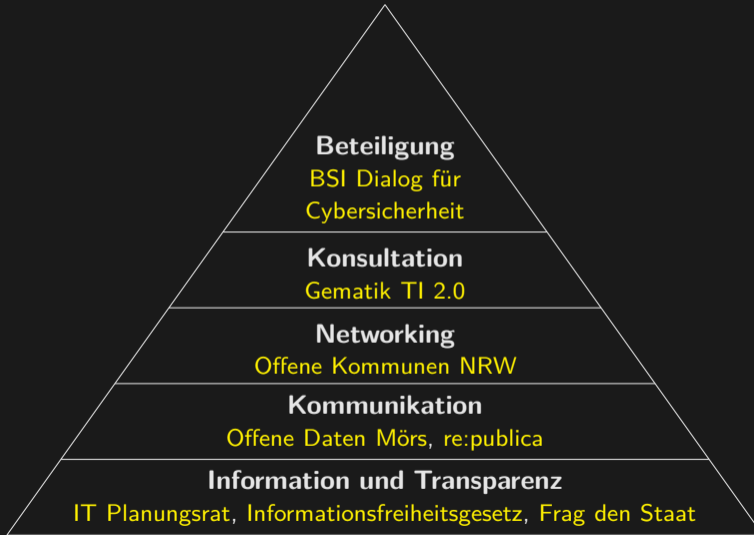 Beteiligung
BSI Dialog für
Cybersicherheit
Konsultation
Gematik TI 2.0
Networking
Offene Kommunen NRW
Kommunikation
Offene Daten Mörs, re:publica
Information und Transparenz
IT Planungsrat, Informationsfreiheitsgesetz, Frag den Staat